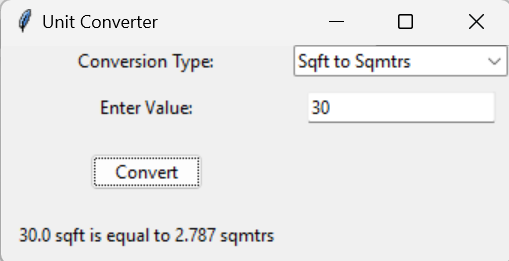 Unit Converter
Conversion Type: Sqft to Sqmtrs
Enter Value: 30
Convert
30.0 sqft is equal to 2.787 sqmtrs